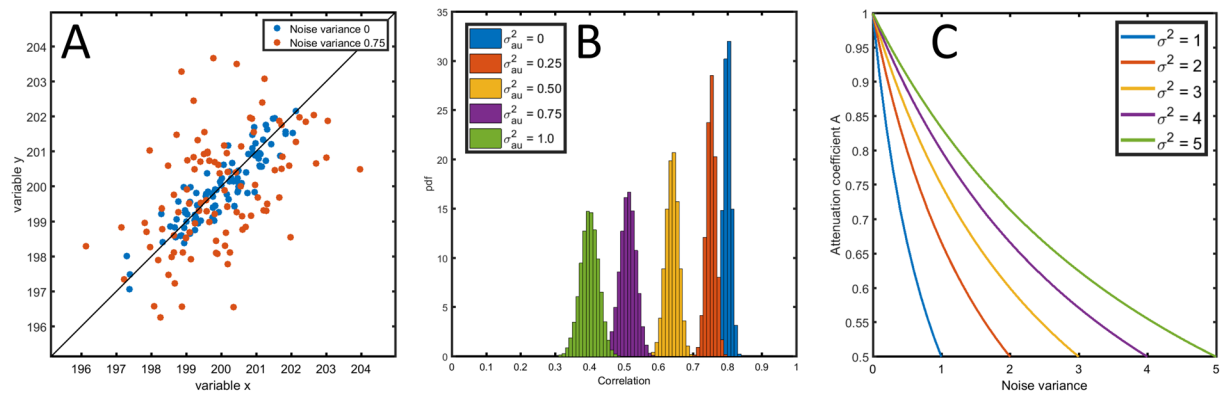 A
Noise variance 0
Noise variance 0.75
204
203
202
201
200
199
198
197
196
variable y
196 197 198 199 200 201 202 203 204
variable x
B
σ²au = 0
σ²au = 0.25
σ²au = 0.50
σ²au = 0.75
σ²au = 1.0
35
30
25
20
15
10
5
0
pdf
0 0.1 0.2 0.3 0.4 0.5 0.6 0.7 0.8 0.9 1
Correlation
C
σ² = 1
σ² = 2
σ² = 3
σ² = 4
σ² = 5
1
0.95
0.9
0.85
0.8
0.75
0.7
0.65
0.6
0.55
0.5
Attenuation coefficient A
0 1 2 3 4 5
Noise variance